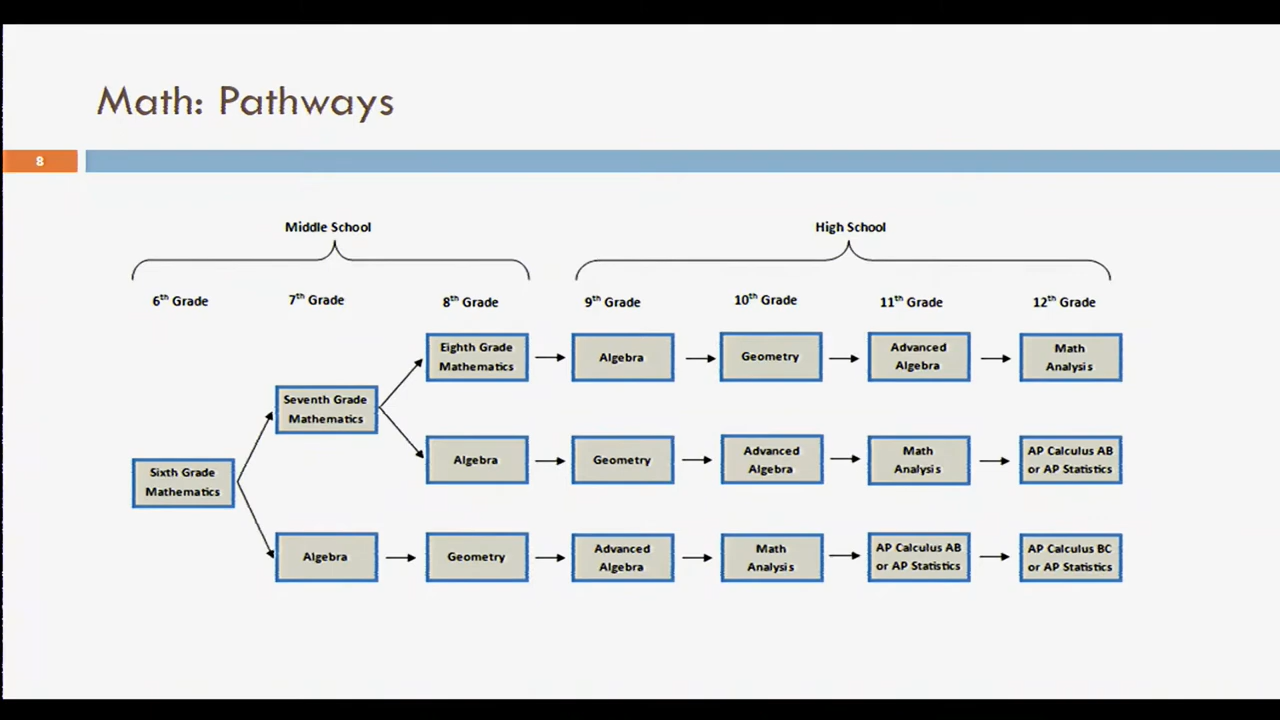 Math: Pathways
8
Middle School
High School
6th Grade
7th Grade
8th Grade
9th Grade
10th Grade
11th Grade
12th Grade
Eighth Grade
Mathematics
Algebra
Geometry
Advanced
Algebra
Math
Analysis
Seventh Grade
Mathematics
Algebra
Geometry
Advanced
Algebra
Math
Analysis
AP Calculus AB
or AP Statistics
Sixth Grade
Mathematics
Algebra
Geometry
Advanced
Algebra
Math
Analysis
AP Calculus AB
or AP Statistics
AP Calculus BC
or AP Statistics